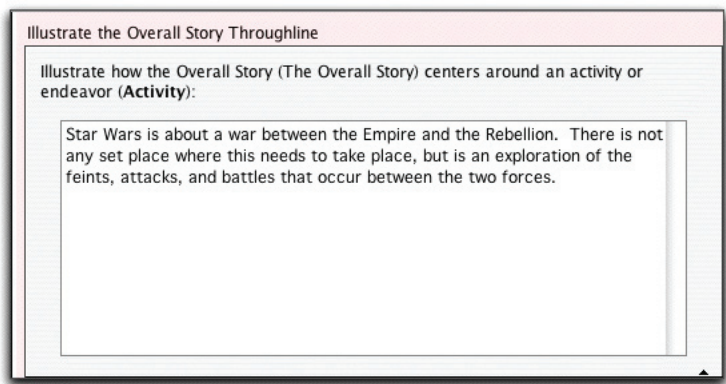 Illustrate the Overall Story Throughline
Illustrate how the Overall Story (The Overall Story) centers around an activity or
endeavor (Activity):
Star Wars is about a war between the Empire and the Rebellion.  There is not
any set place where this needs to take place, but is an exploration of the
feints, attacks, and battles that occur between the two forces.